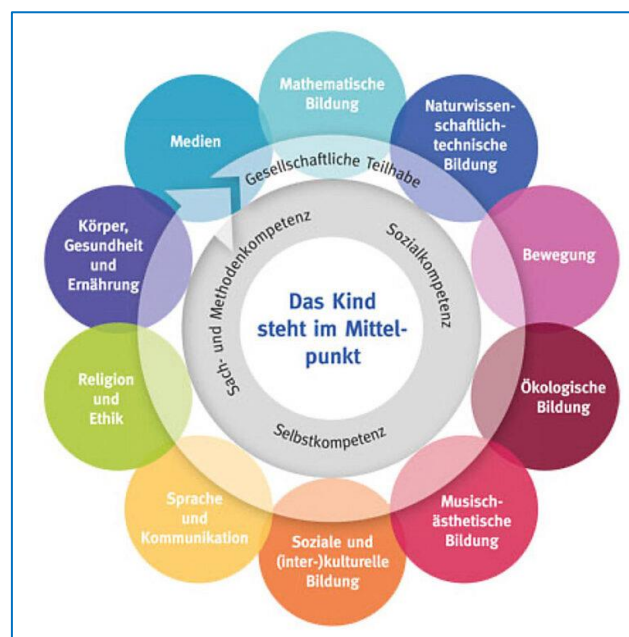 Mathematische
Bildung
Naturwissen-
schaftlich-
technische
Bildung
Bewegung
Ökologische
Bildung
Musisch-
ästhetische
Bildung
Soziale und
(inter-)kulturelle
Bildung
Sprache
und
Kommunikation
Religion
und
Ethik
Körper,
Gesundheit
und
Ernährung
Medien
Gesellschaftliche Teilhabe
Sach- und Methodenkompetenz
Sozialkompetenz
Selbstkompetenz
Das Kind
steht im Mittel-
punkt